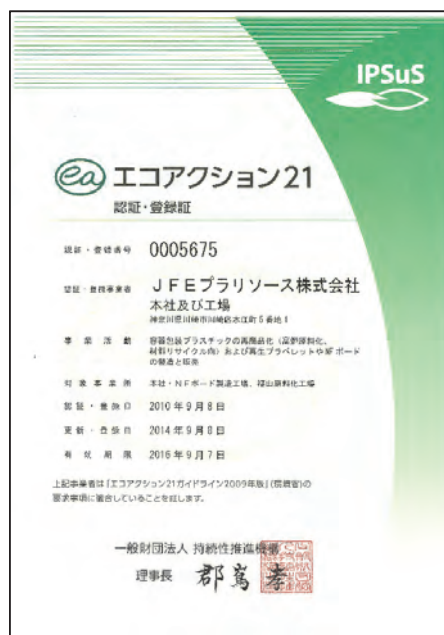 IPSuS
ea エコアクション21
認証・登録証
認証・登録番号 0005675
認証・登録事業者 JFEプラリソース株式会社
本社及び工場
神奈川県川崎市川崎区水江町5番地1
事業活動 容器包装プラスチックの再商品化（高炉原料化、
材料リサイクル向）および再生プラペレットやNFボード
の製造と販売
対象事業所 本社・NFボード製造工場、福山原料化工場
認証・登録日 2010年9月8日
更新・登録日 2014年9月8日
有効期限 2016年9月7日
上記事業者は「エコアクション21ガイドライン2009年版」(環境省)の
要求事項に適合していることを証します。
一般財団法人 持続性推進機構
理事長 郡嶌 孝